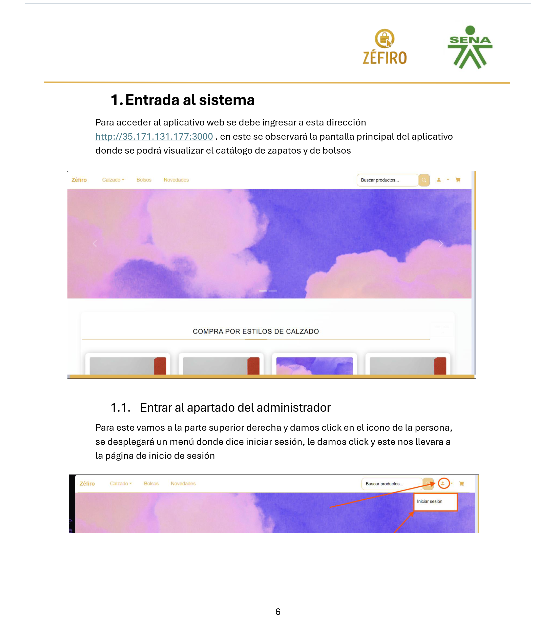 ZÉFIRO
SENA
1. Entrada al sistema
Para acceder al aplicativo web se debe ingresar a esta dirección
http://35.171.131.177:3000 . en este se observará la pantalla principal del aplicativo
donde se podrá visualizar el catálogo de zapatos y de bolsos
Zéfiro Calzado Bolsos Novedades Buscar productos ...
COMPRA POR ESTILOS DE CALZADO
1.1. Entrar al apartado del administrador
Para este vamos a la parte superior derecha y damos click en el icono de la persona,
se desplegará un menú donde dice iniciar sesión, le damos click y este nos llevara a
la página de inicio de sesión
Zéfiro Calzado Bolsos Novedades Buscar productos ...
Iniciar sesión
6